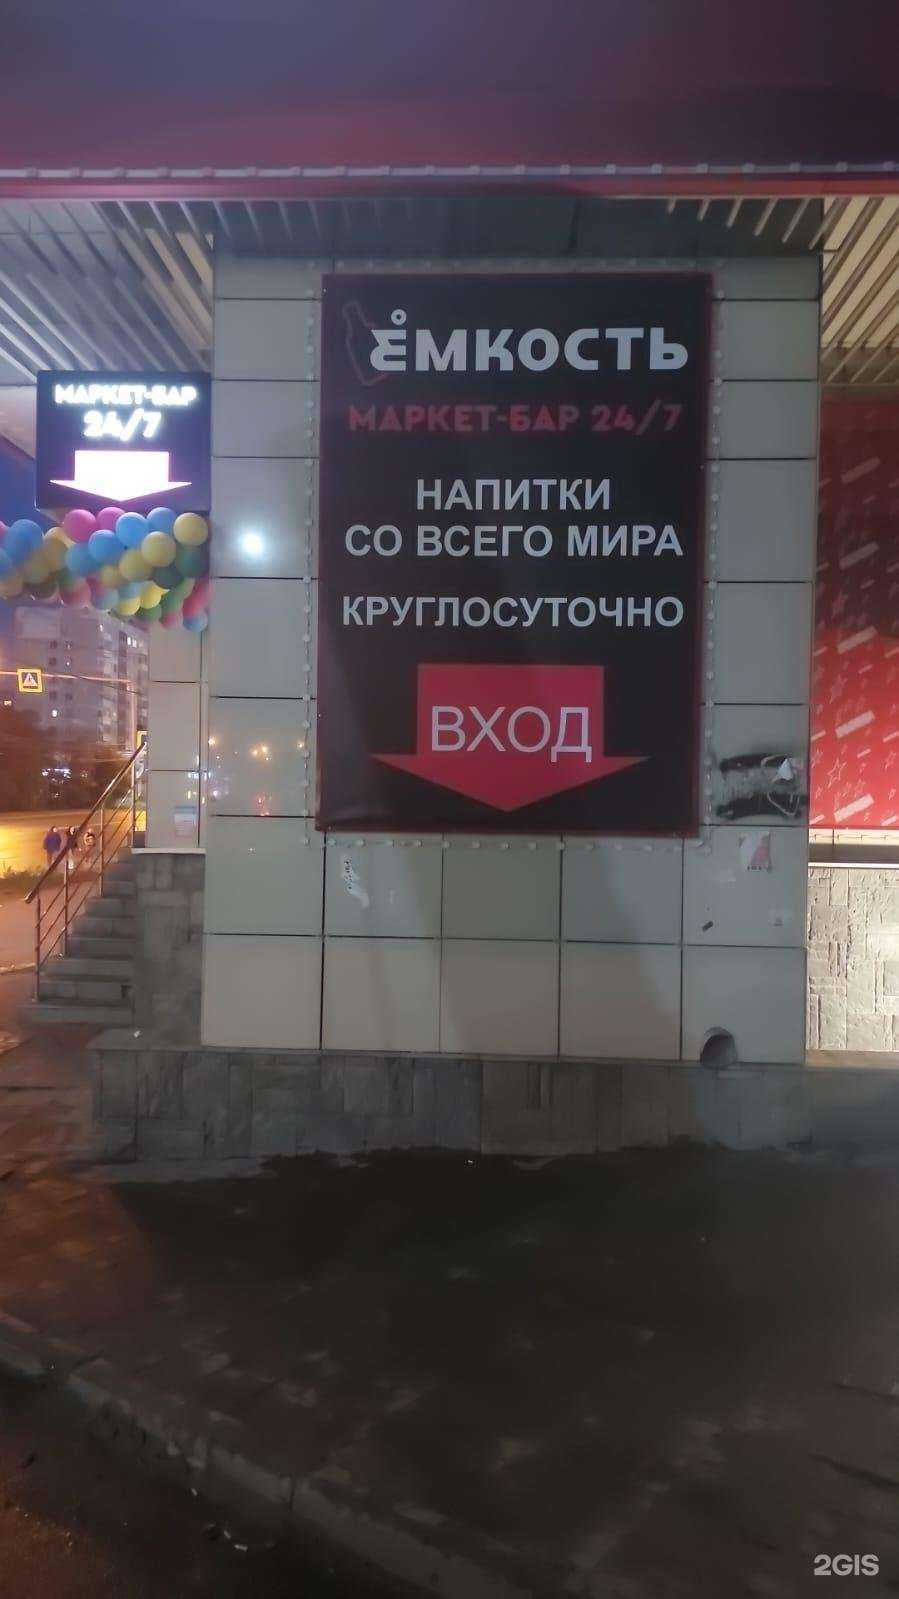 ЁМКОСТЬ
МАРКЕТ-БАР 24/7
НАПИТКИ
СО ВСЕГО МИРА
КРУГЛОСУТОЧНО
ВХОД
МАРКЕТ-БАР
24/7
2GIS